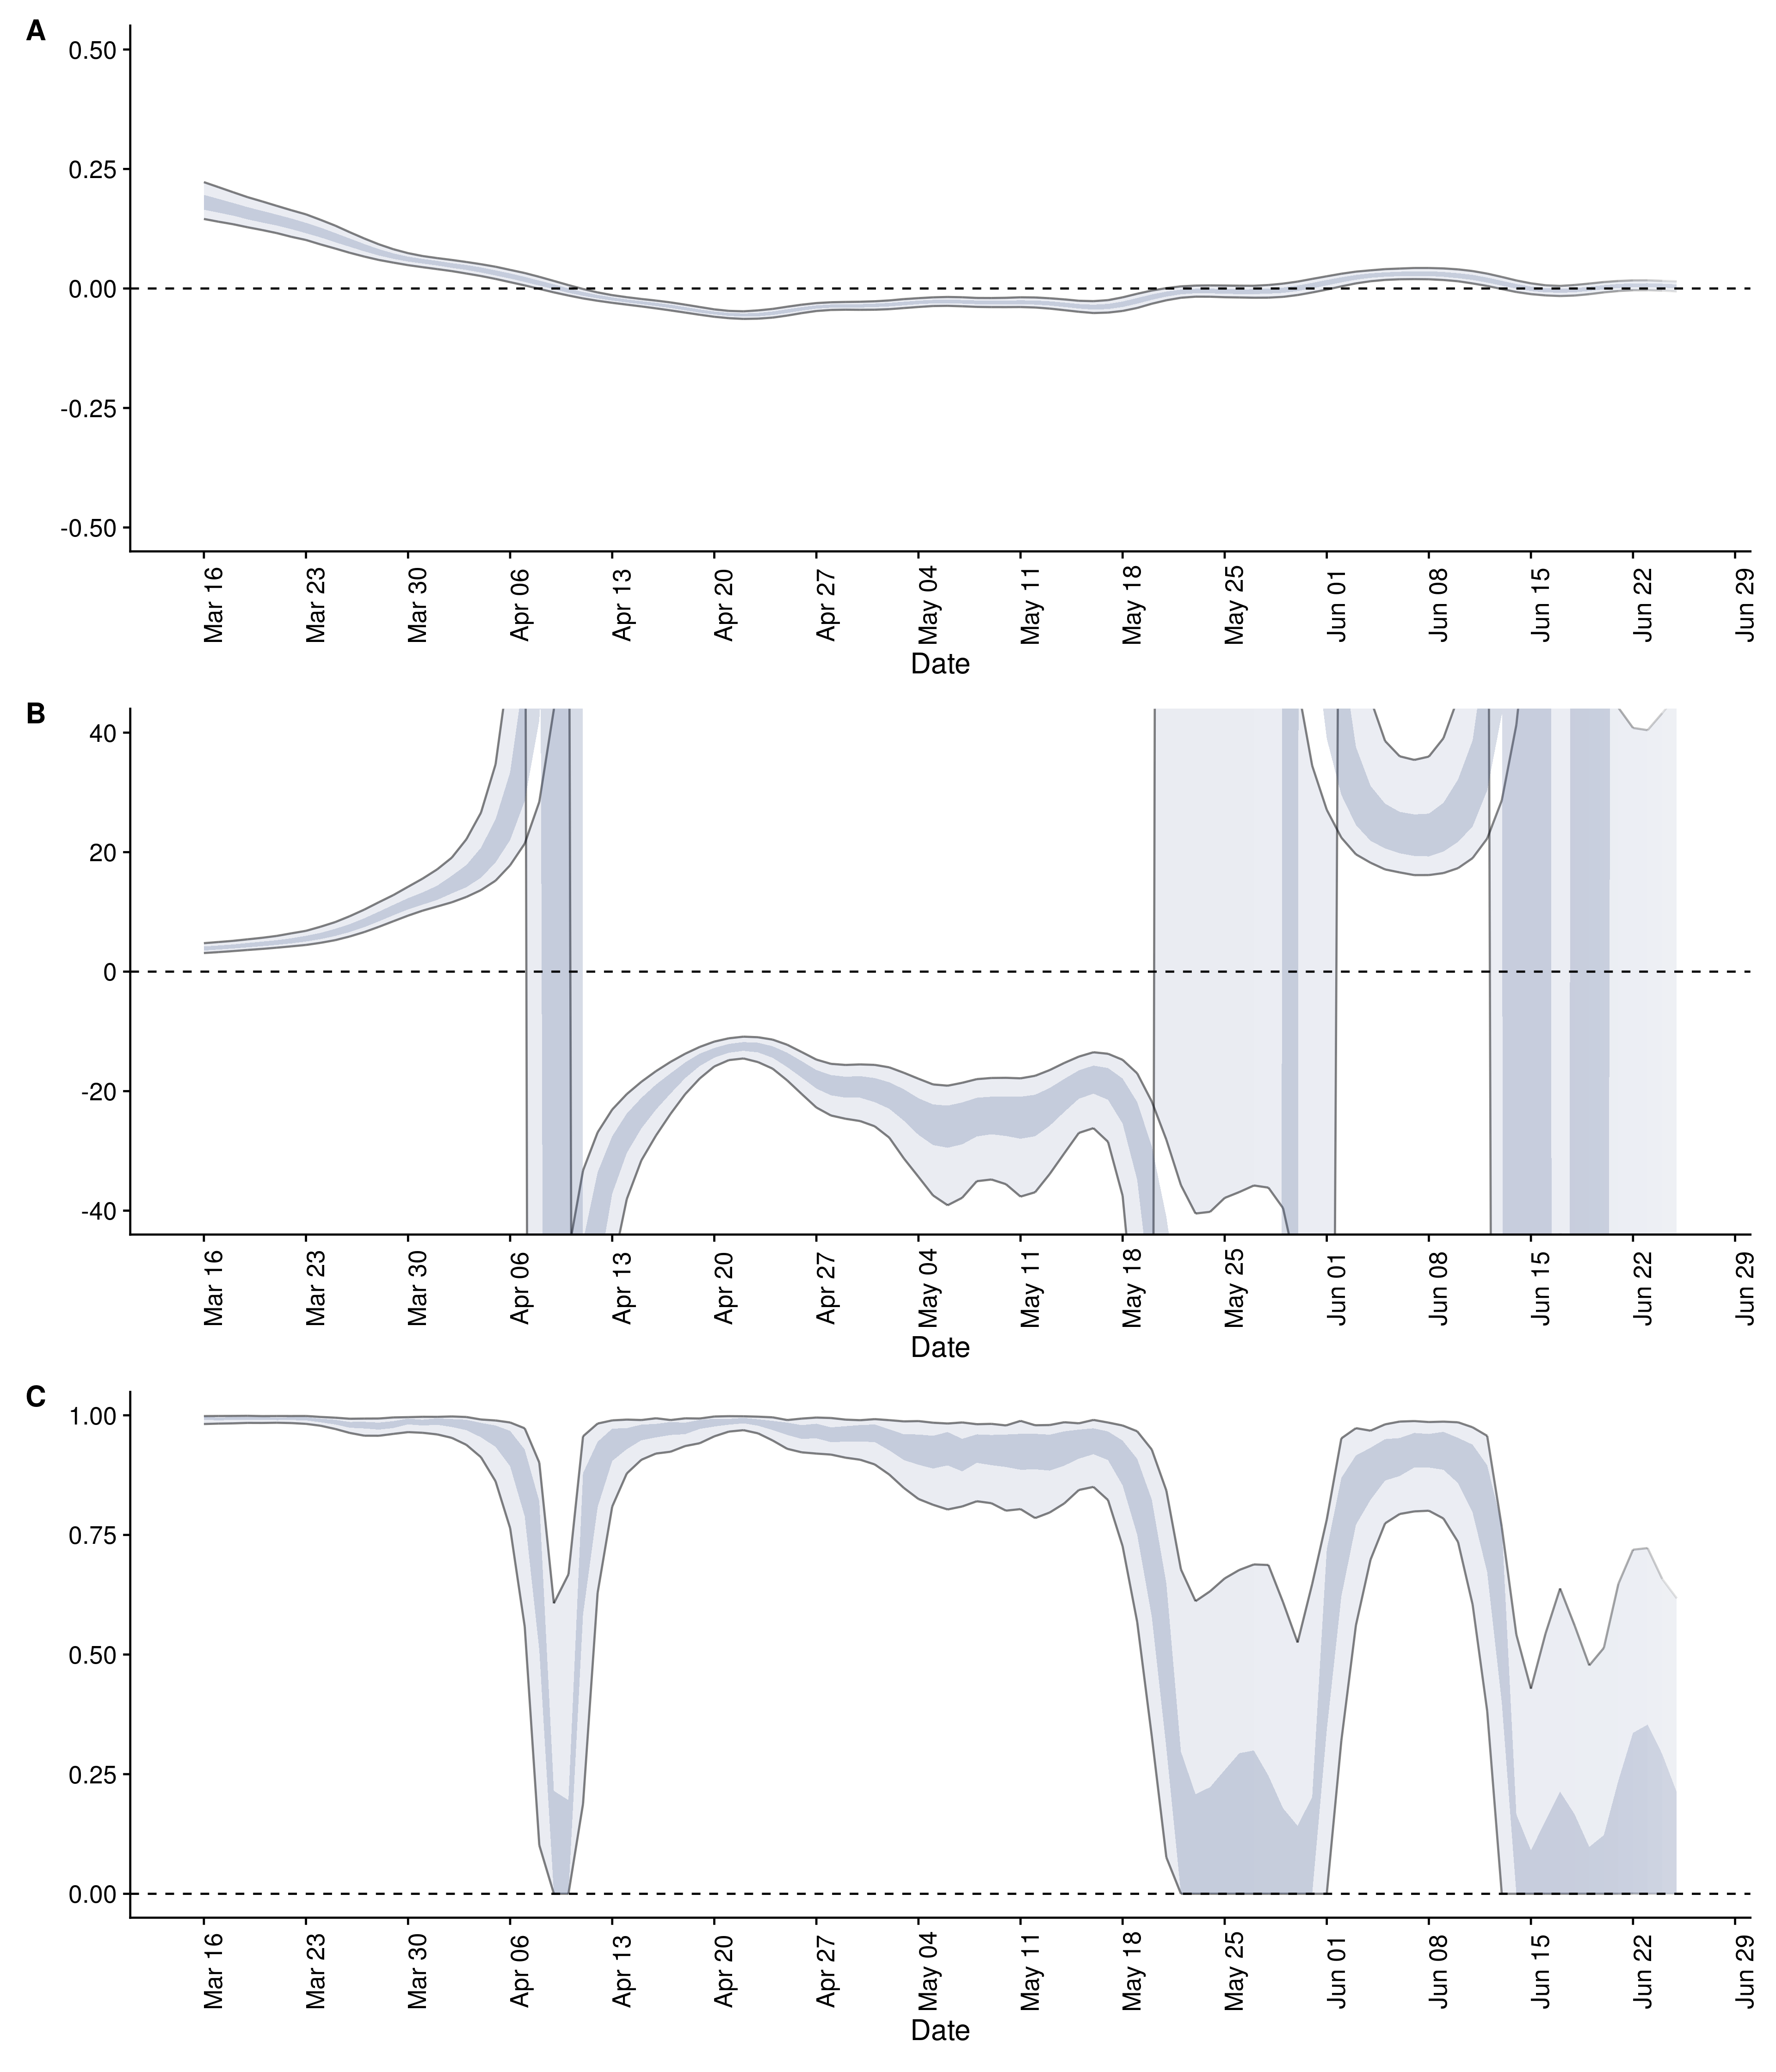 A
0.50
0.25
0.00
-0.25
-0.50
Mar 16
Mar 23
Mar 30
Apr 06
Apr 13
Apr 20
Apr 27
May 04
May 11
May 18
May 25
Jun 01
Jun 08
Jun 15
Jun 22
Jun 29
Date
B
40
20
0
-20
-40
Mar 16
Mar 23
Mar 30
Apr 06
Apr 13
Apr 20
Apr 27
May 04
May 11
May 18
May 25
Jun 01
Jun 08
Jun 15
Jun 22
Jun 29
Date
C
1.00
0.75
0.50
0.25
0.00
Mar 16
Mar 23
Mar 30
Apr 06
Apr 13
Apr 20
Apr 27
May 04
May 11
May 18
May 25
Jun 01
Jun 08
Jun 15
Jun 22
Jun 29
Date